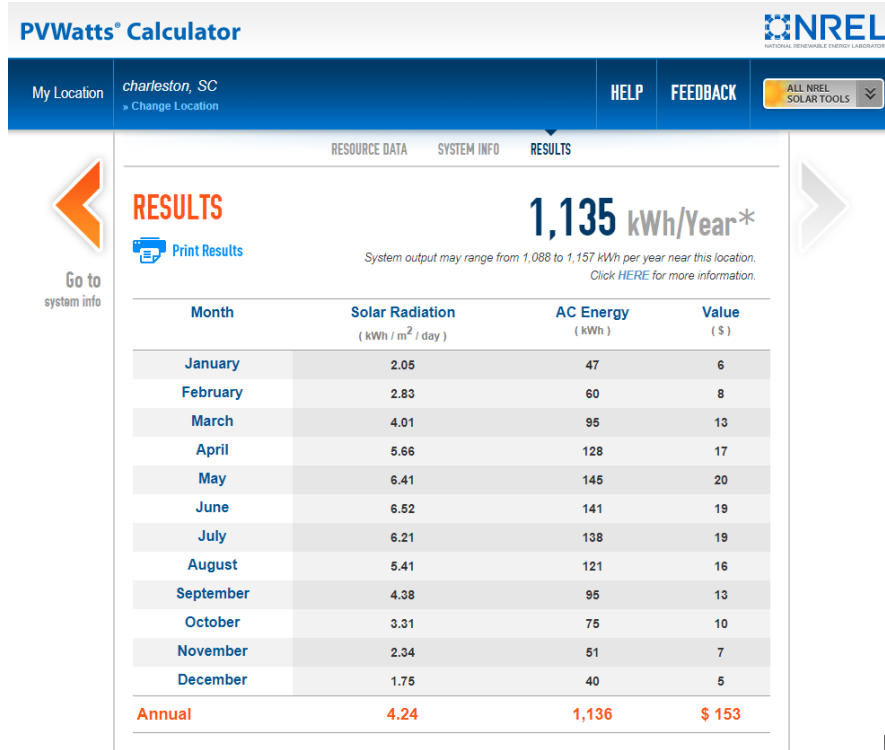 PVWatts® Calculator
NREL
NATIONAL RENEWABLE ENERGY LABORATOR
My Location
charleston, SC
» Change Location
HELP
FEEDBACK
ALL NREL
SOLAR TOOLS
RESOURCE DATA SYSTEM INFO RESULTS
Go to
system info
RESULTS
Print Results
1,135 kWh/Year*
System output may range from 1,088 to 1,157 kWh per year near this location.
Click HERE for more information.
Month Solar Radiation AC Energy Value
( kWh / m2 / day ) ( kWh ) ( $ )
January 2.05 47 6
February 2.83 60 8
March 4.01 95 13
April 5.66 128 17
May 6.41 145 20
June 6.52 141 19
July 6.21 138 19
August 5.41 121 16
September 4.38 95 13
October 3.31 75 10
November 2.34 51 7
December 1.75 40 5
Annual 4.24 1,136 $ 153